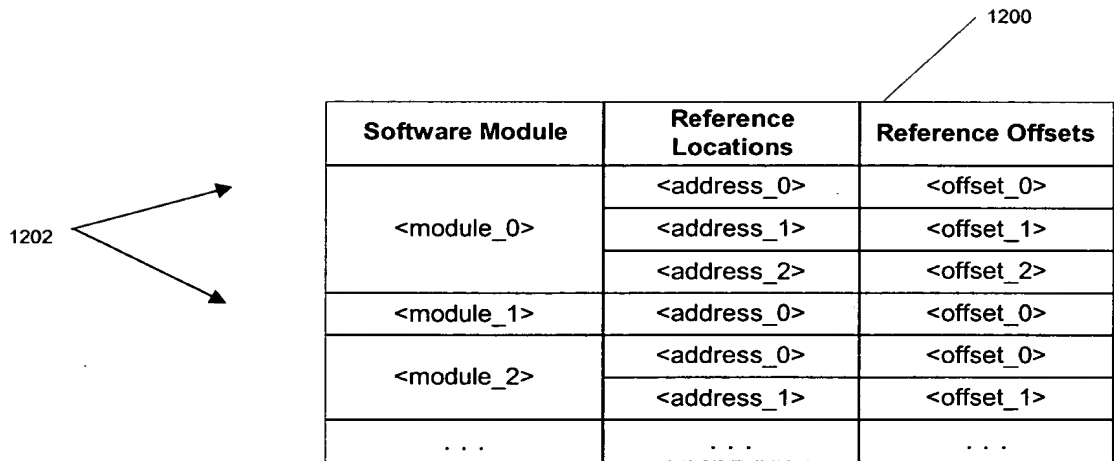 1200
Software Module Reference Locations Reference Offsets
<module_0> <address_0> <offset_0>
<address_1> <offset_1>
<address_2> <offset_2>
1202
<module_1> <address_0> <offset_0>
<module_2> <address_0> <offset_0>
<address_1> <offset_1>
. . . . . . . . .